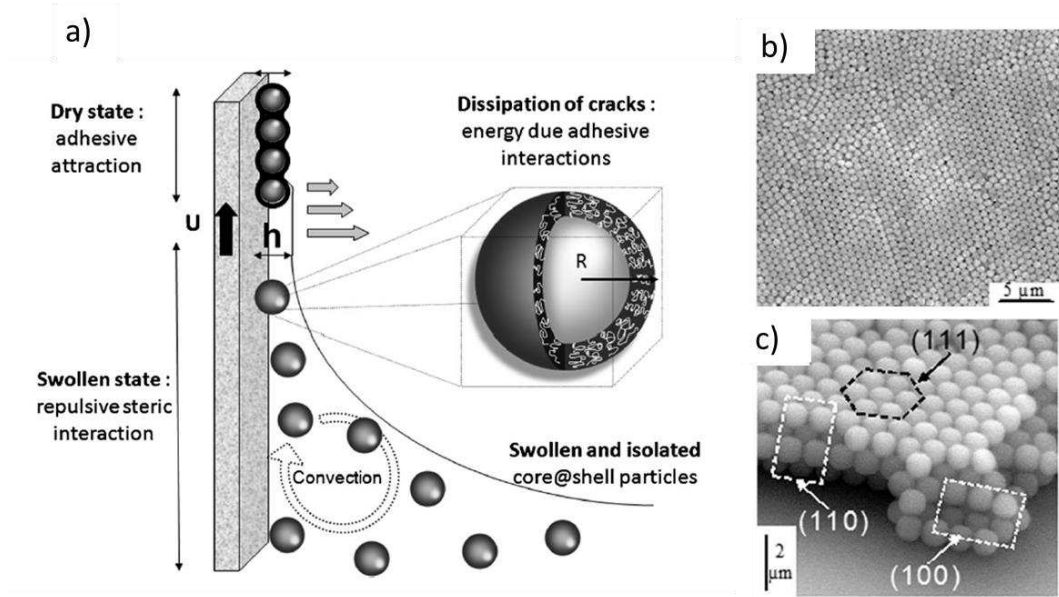 a)
Dry state :
adhesive
attraction
U
h
Swollen state :
repulsive steric
interaction
Convection
Dissipation of cracks :
energy due adhesive
interactions
R
Swollen and isolated
core@shell particles
b)
5 µm
c)
(111)
(110)
(100)
2
µm